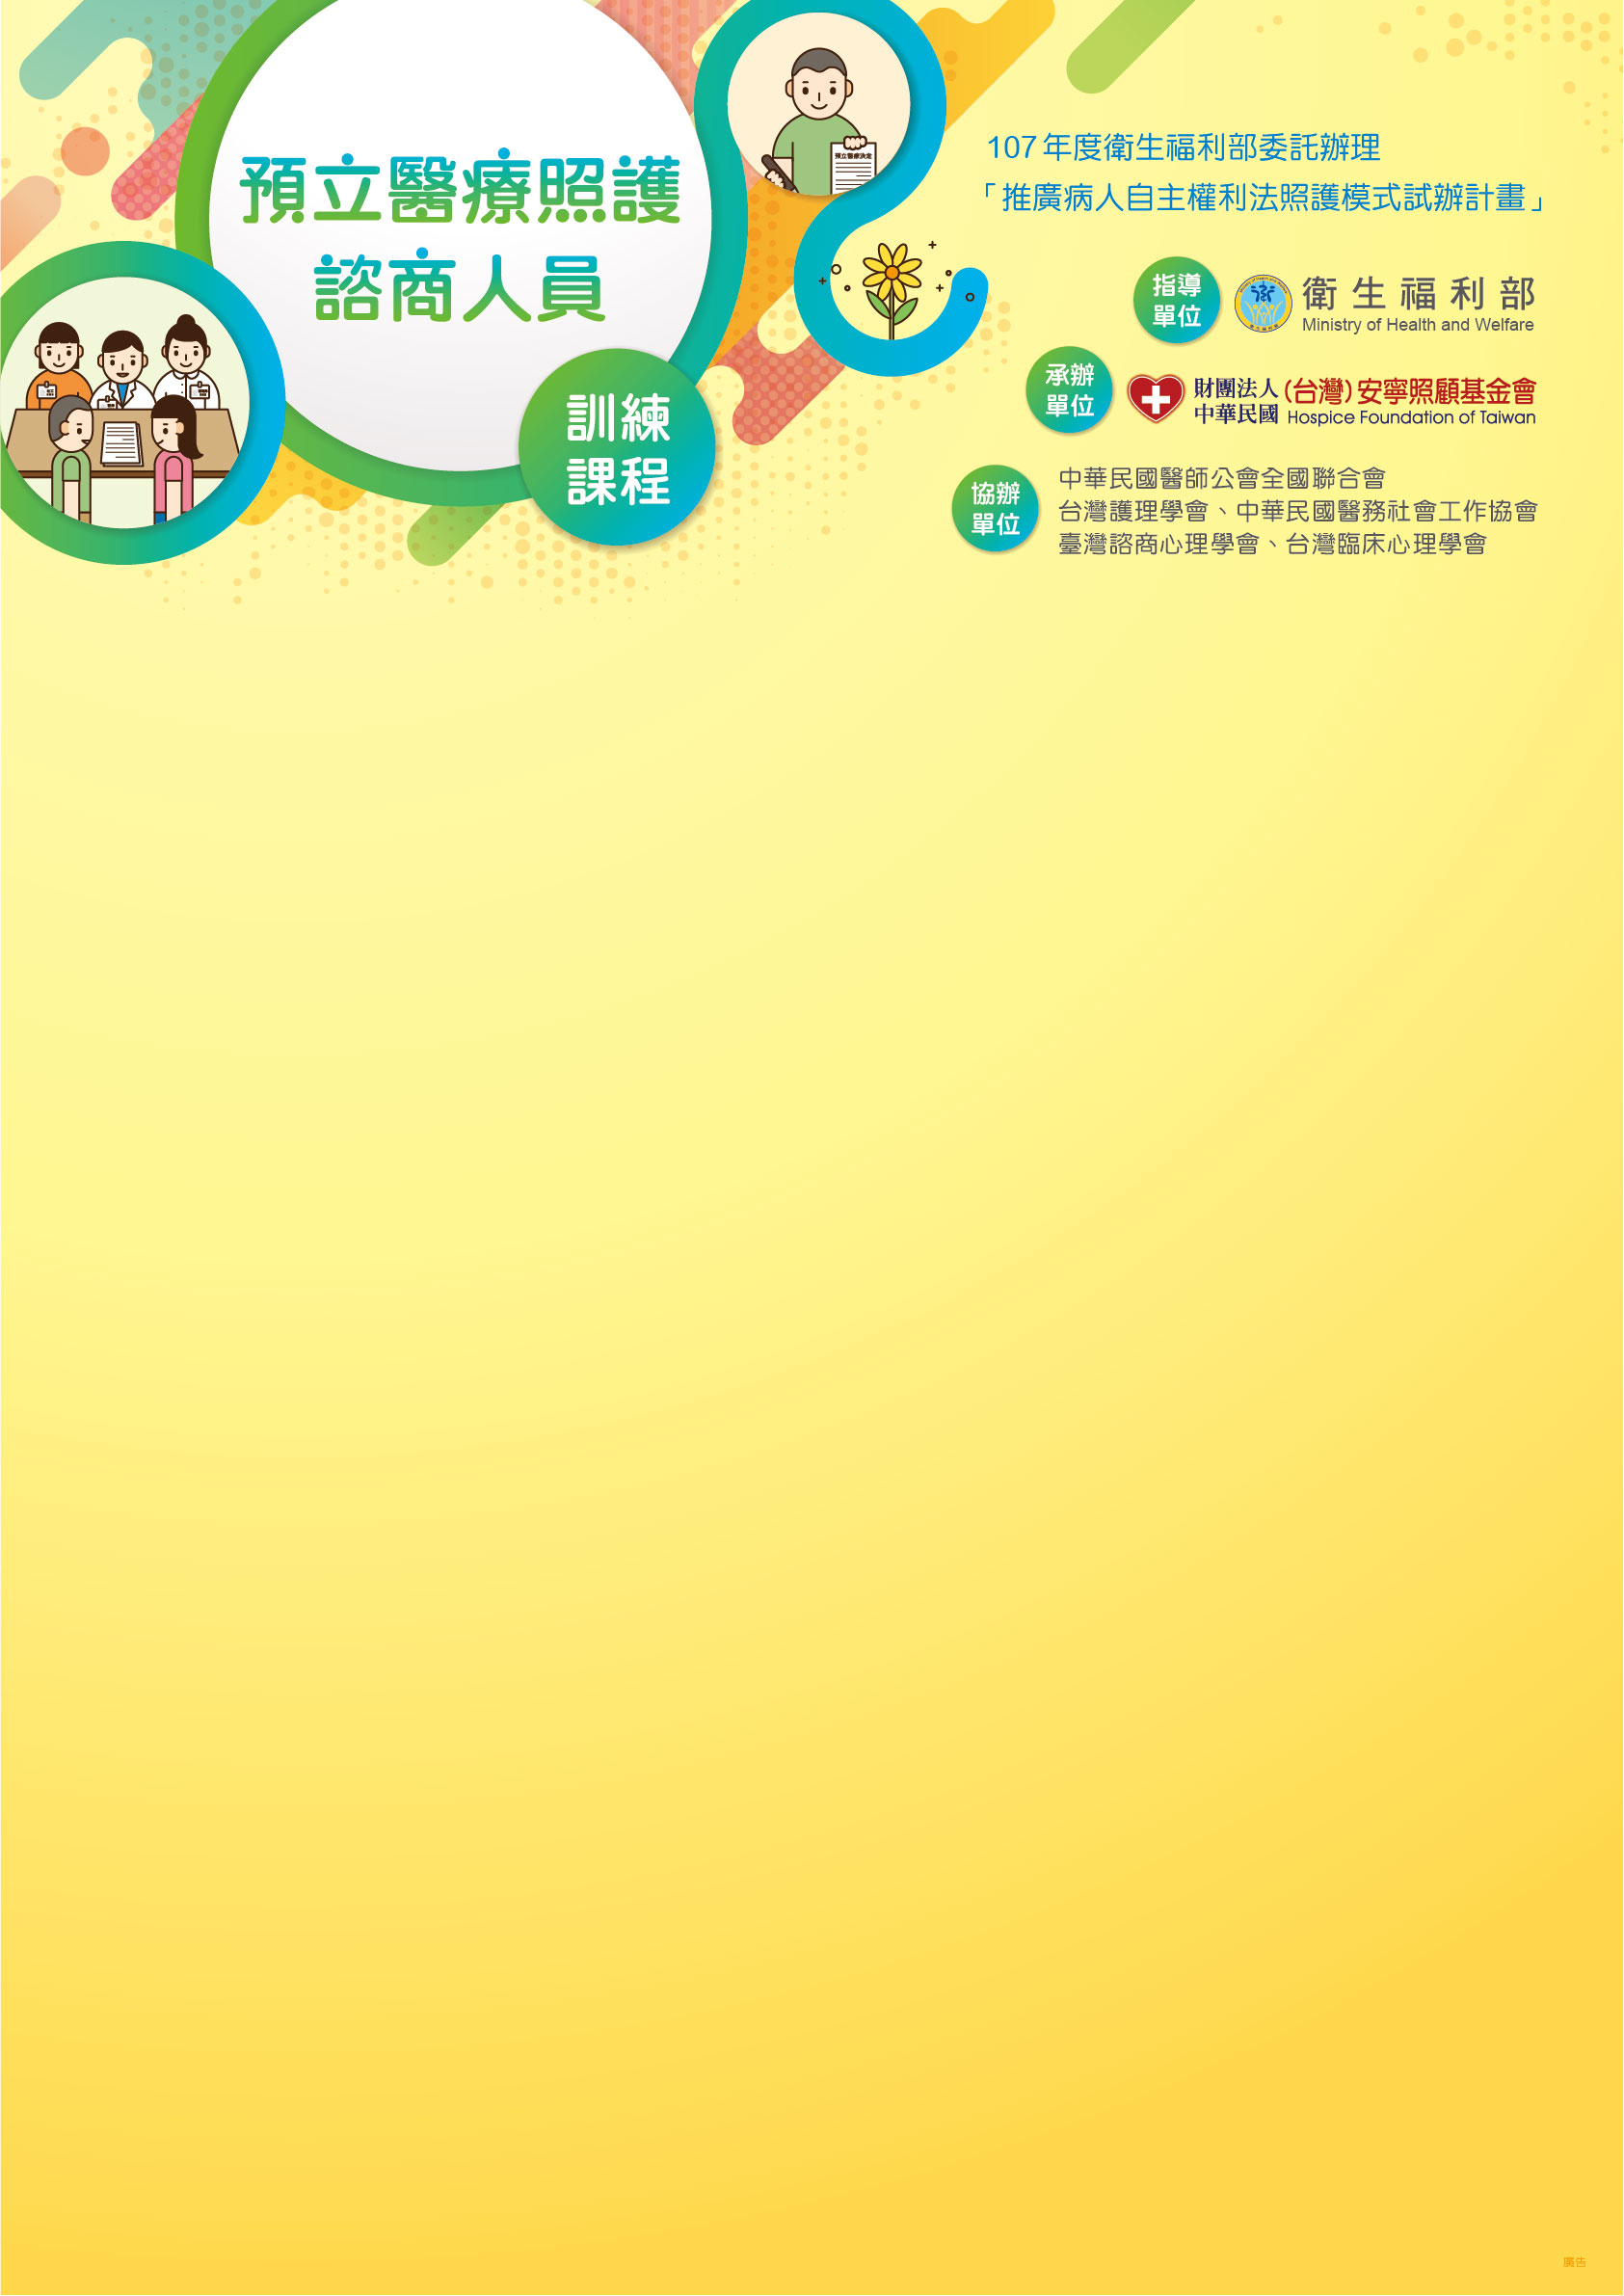 預立醫療照護
諮商人員
訓練
課程
預立醫療決定
107年度衛生福利部委託辦理
「推廣病人自主權利法照護模式試辦計畫」
指導
單位
衛生福利部
Ministry of Health and Welfare
承辦
單位
財團法人
中華民國
(台灣)安寧照顧基金會
Hospice Foundation of Taiwan
協辦
單位
中華民國醫師公會全國聯合會
台灣護理學會、中華民國醫務社會工作協會
臺灣諮商心理學會、台灣臨床心理學會
廣告